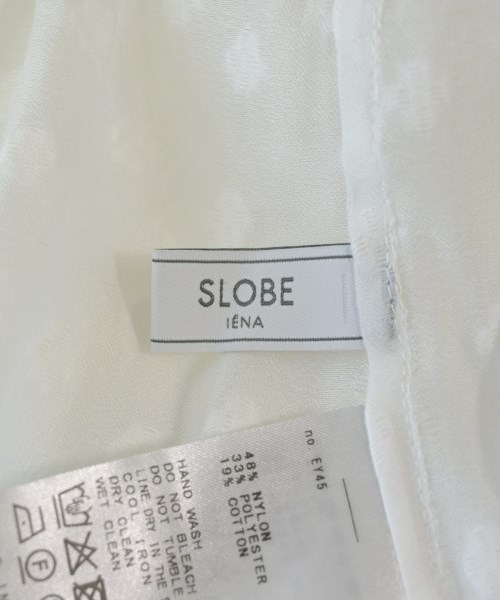 SLOBE
IÉNA
no EY45
48% NYLON
33% POLYESTER
19% COTTON
HAND WASH
DO NOT BLEACH
DO NOT TUMBLE
LINE DRY IN THE
COOL IRON
DRY CLEAN
WET CLEAN